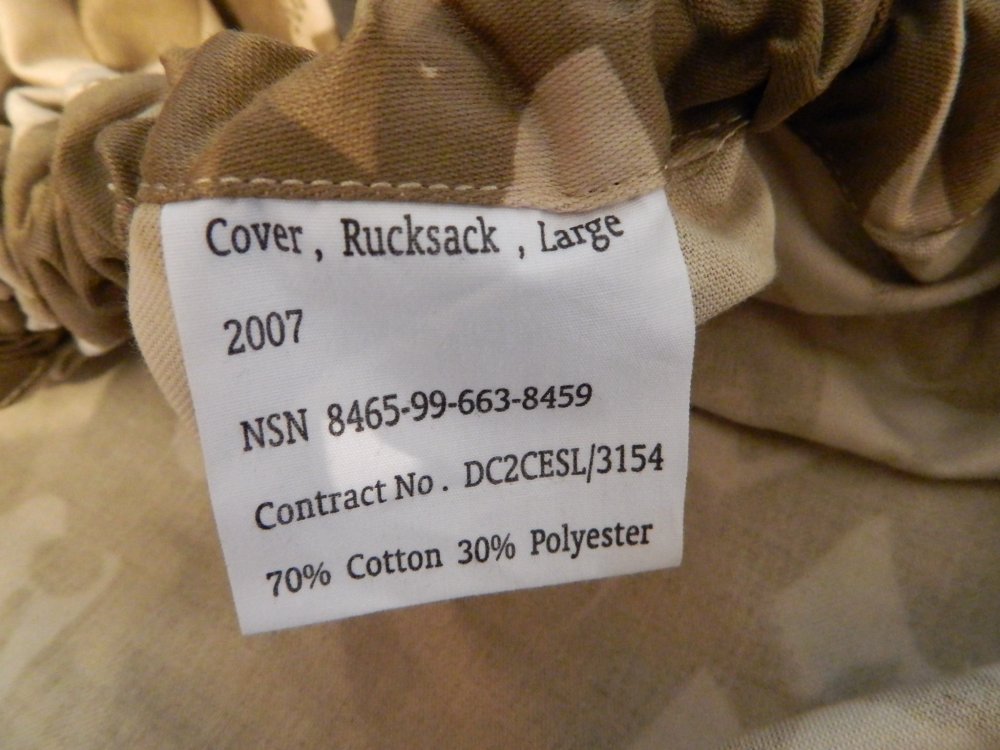 Cover, Rucksack, Large
2007
NSN 8465-99-663-8459
Contract No. DC2CESL/3154
70% Cotton 30% Polyester